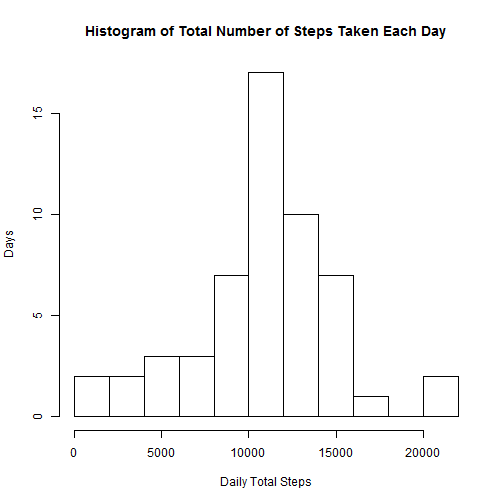 Histogram of Total Number of Steps Taken Each Day
15
10
5
0
Days
0 5000 10000 15000 20000
Daily Total Steps